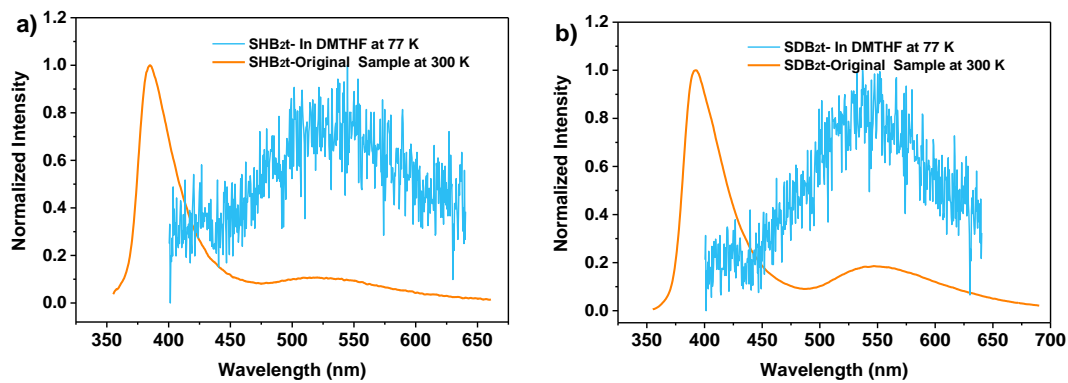 a)
SHB2t- In DMTHF at 77 K
SHB2t-Original Sample at 300 K
Normalized Intensity
1.2
1.0
0.8
0.6
0.4
0.2
0.0
350 400 450 500 550 600 650
Wavelength (nm)
b)
SDB2t- In DMTHF at 77 K
SDB2t-Original Sample at 300 K
Normalized Intensity
1.2
1.0
0.8
0.6
0.4
0.2
0.0
350 400 450 500 550 600 650 700
Wavelength (nm)